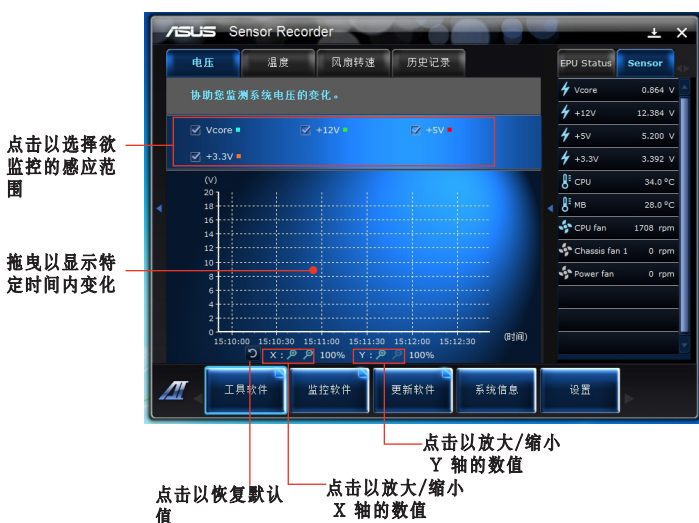 ASUS Sensor Recorder
电压 温度 风扇转速 历史记录
EPU Status Sensor
协助您监测系统电压的变化。
Vcore +12V +5V
+3.3V
Vcore 0.864 V
+12V 12.384 V
+5V 5.200 V
+3.3V 3.392 V
CPU 34.0 ºC
MB 28.0 ºC
CPU fan 1708 rpm
Chassis fan 1 0 rpm
Power fan 0 rpm
点击以选择欲
监控的感应范
围
拖曳以显示特
定时间内变化
(V)
20
18
16
14
12
10
8
6
4
2
0
15:10:00 15:10:30 15:11:00 15:11:30 15:12:00 15:12:30
(时间)
X : 100% Y : 100%
工具软件 监控软件 更新软件 系统信息 设置
点击以放大/缩小
Y 轴的数值
点击以恢复默认
值
点击以放大/缩小
X 轴的数值